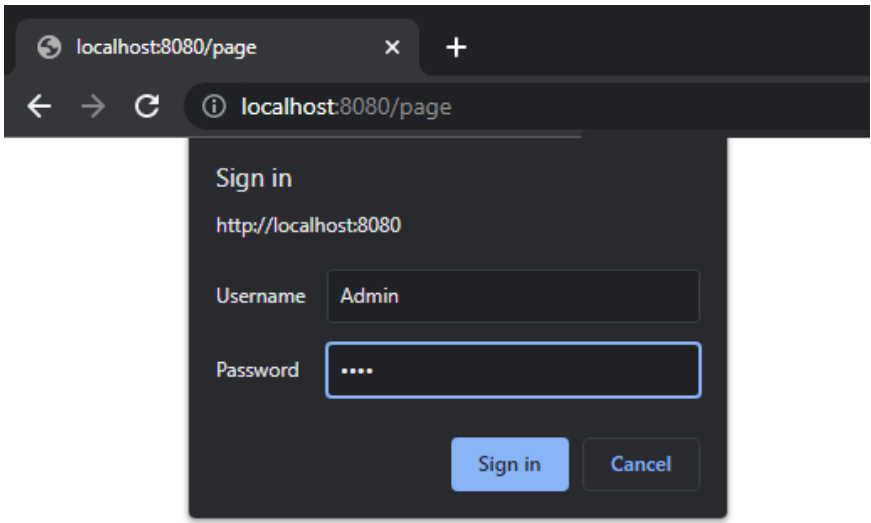 localhost:8080/page
localhost:8080/page
Sign in
http://localhost:8080
Username Admin
Password ••••
Sign in Cancel